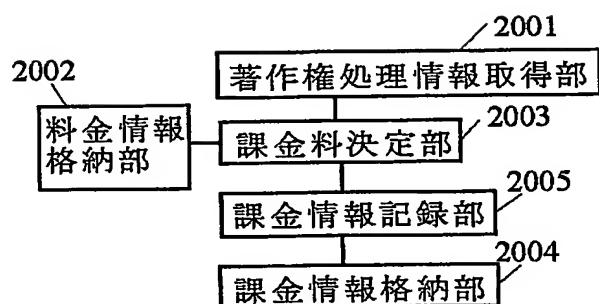 2001
著作権処理情報取得部
2002
料金情報
格納部
2003
課金料決定部
2005
課金情報記録部
2004
課金情報格納部